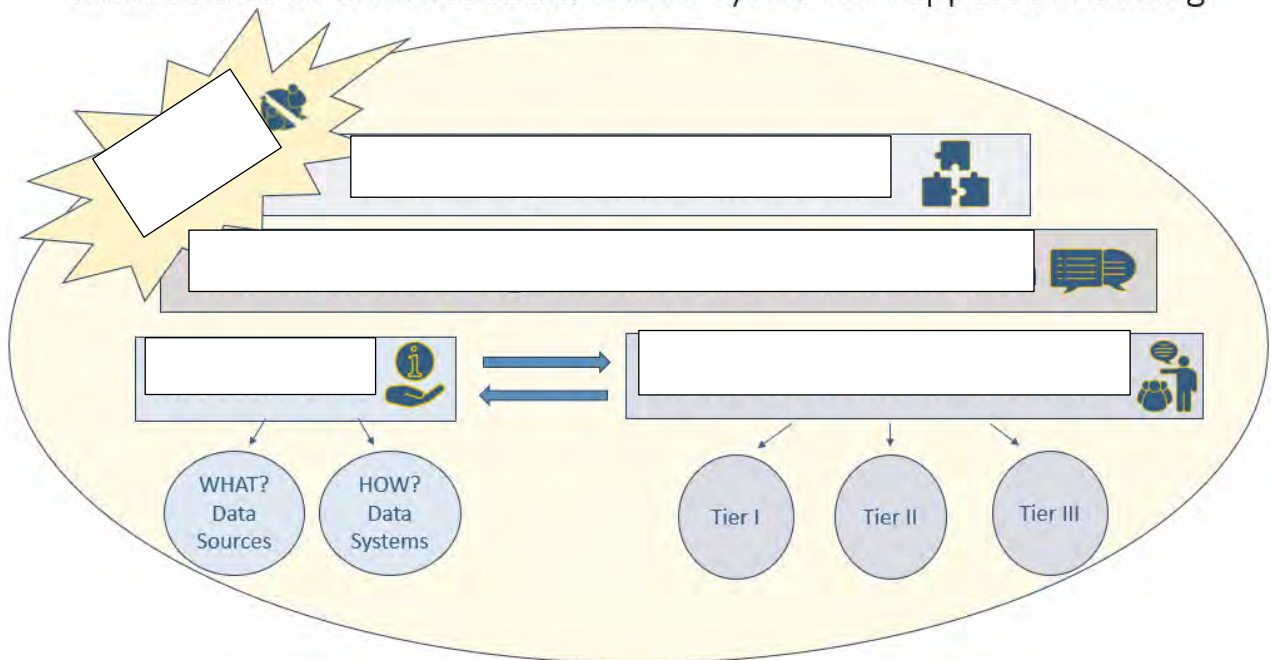 WHAT?
Data
Sources
HOW?
Data
Systems
Tier I
Tier II
Tier III